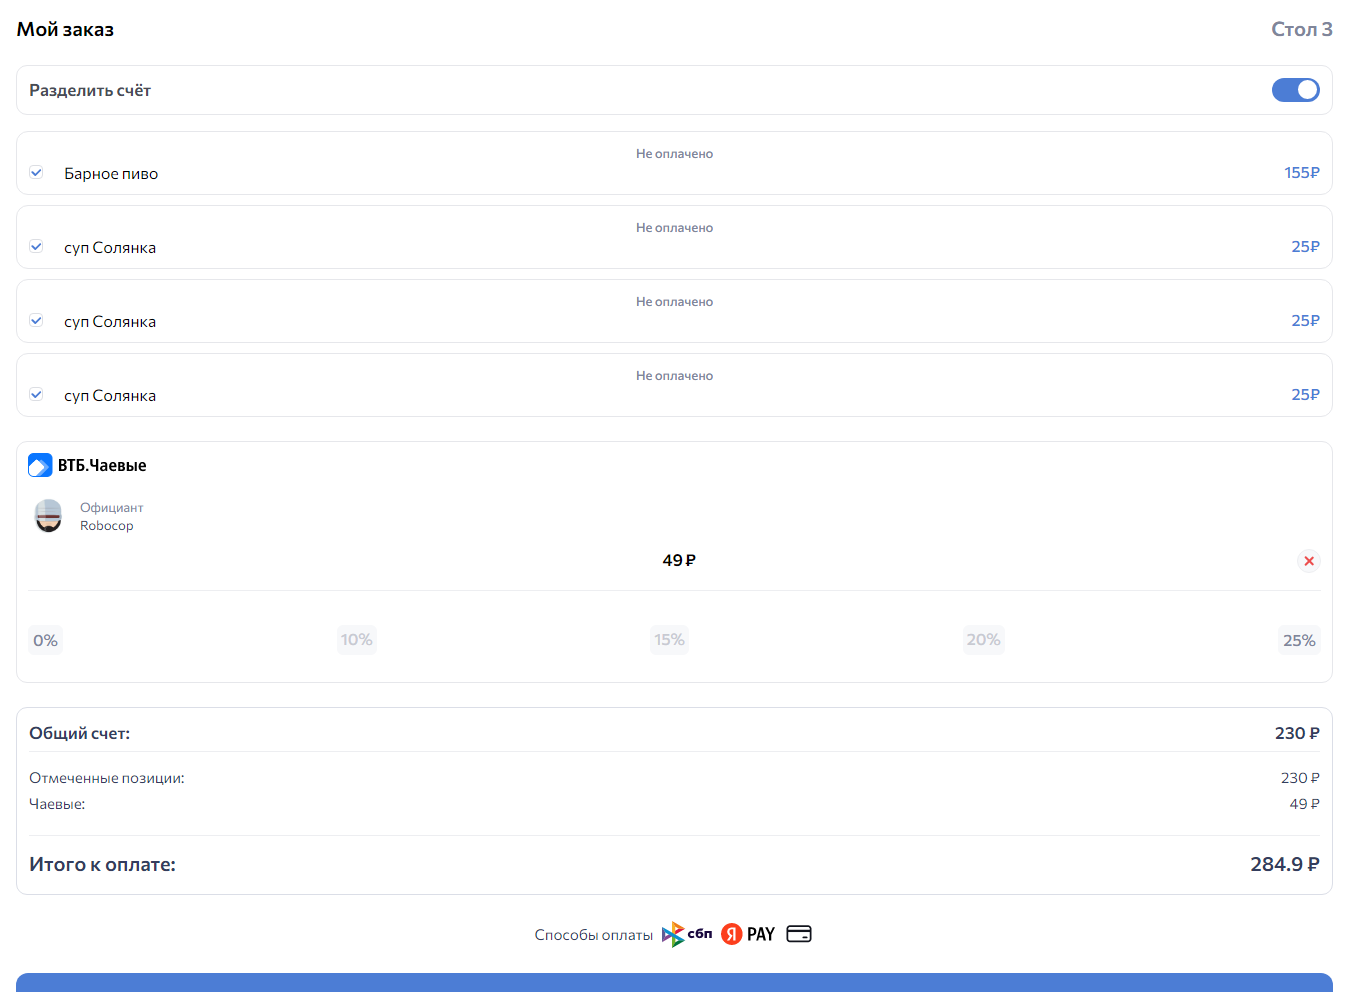 Мой заказ
Стол 3
Разделить счёт
Не оплачено
Барное пиво
155₽
Не оплачено
суп Солянка
25₽
Не оплачено
суп Солянка
25₽
Не оплачено
суп Солянка
25₽
ВТБ.Чаевые
Официант
Robocop
49 ₽
0%
10%
15%
20%
25%
Общий счет:
230 ₽
Отмеченные позиции:
230 ₽
Чаевые:
49 ₽
Итого к оплате:
284.9 ₽
Способы оплаты сбп Я PAY